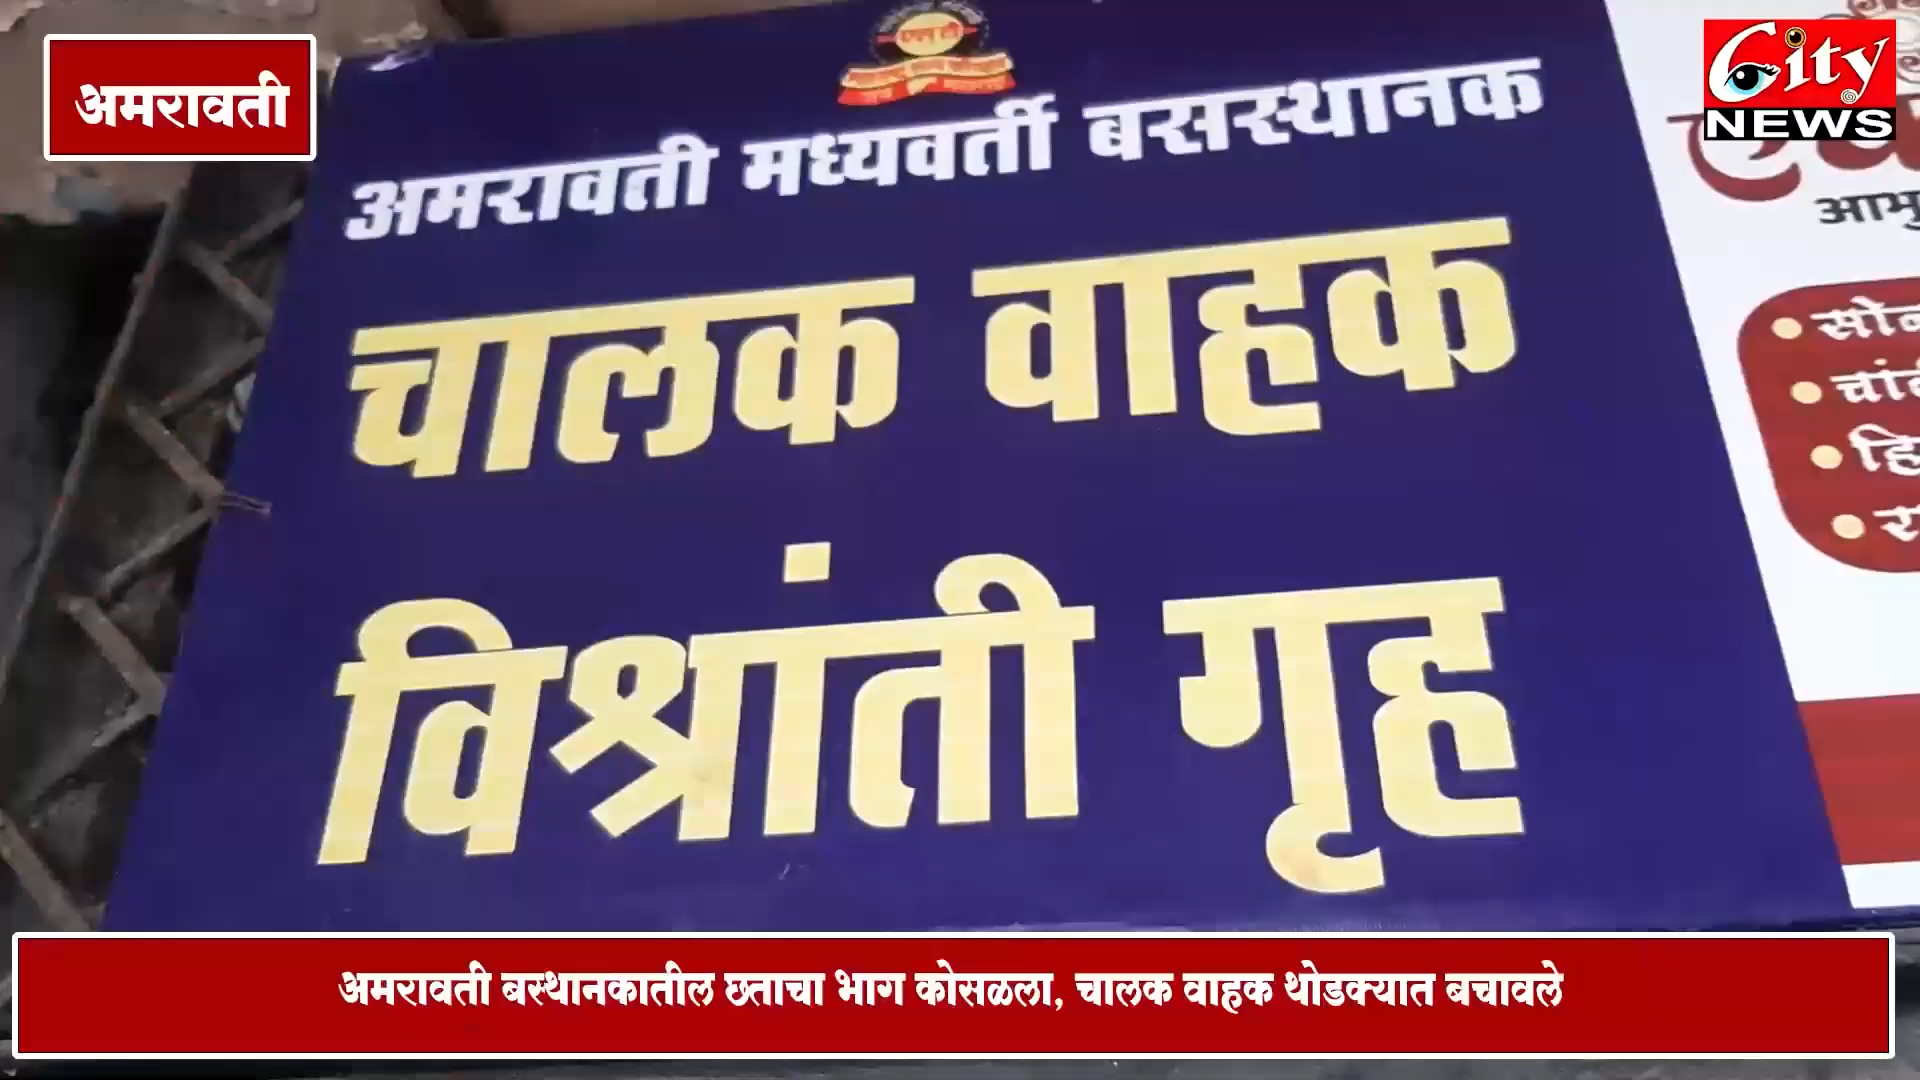 अमरावती
City
NEWS
एस टी
अमरावती मध्यवर्ती बसस्थानक
चालक वाहक
विश्रांती गृह
अमरावती बस्थानकातील छताचा भाग कोसळला, चालक वाहक थोडक्यात बचावले